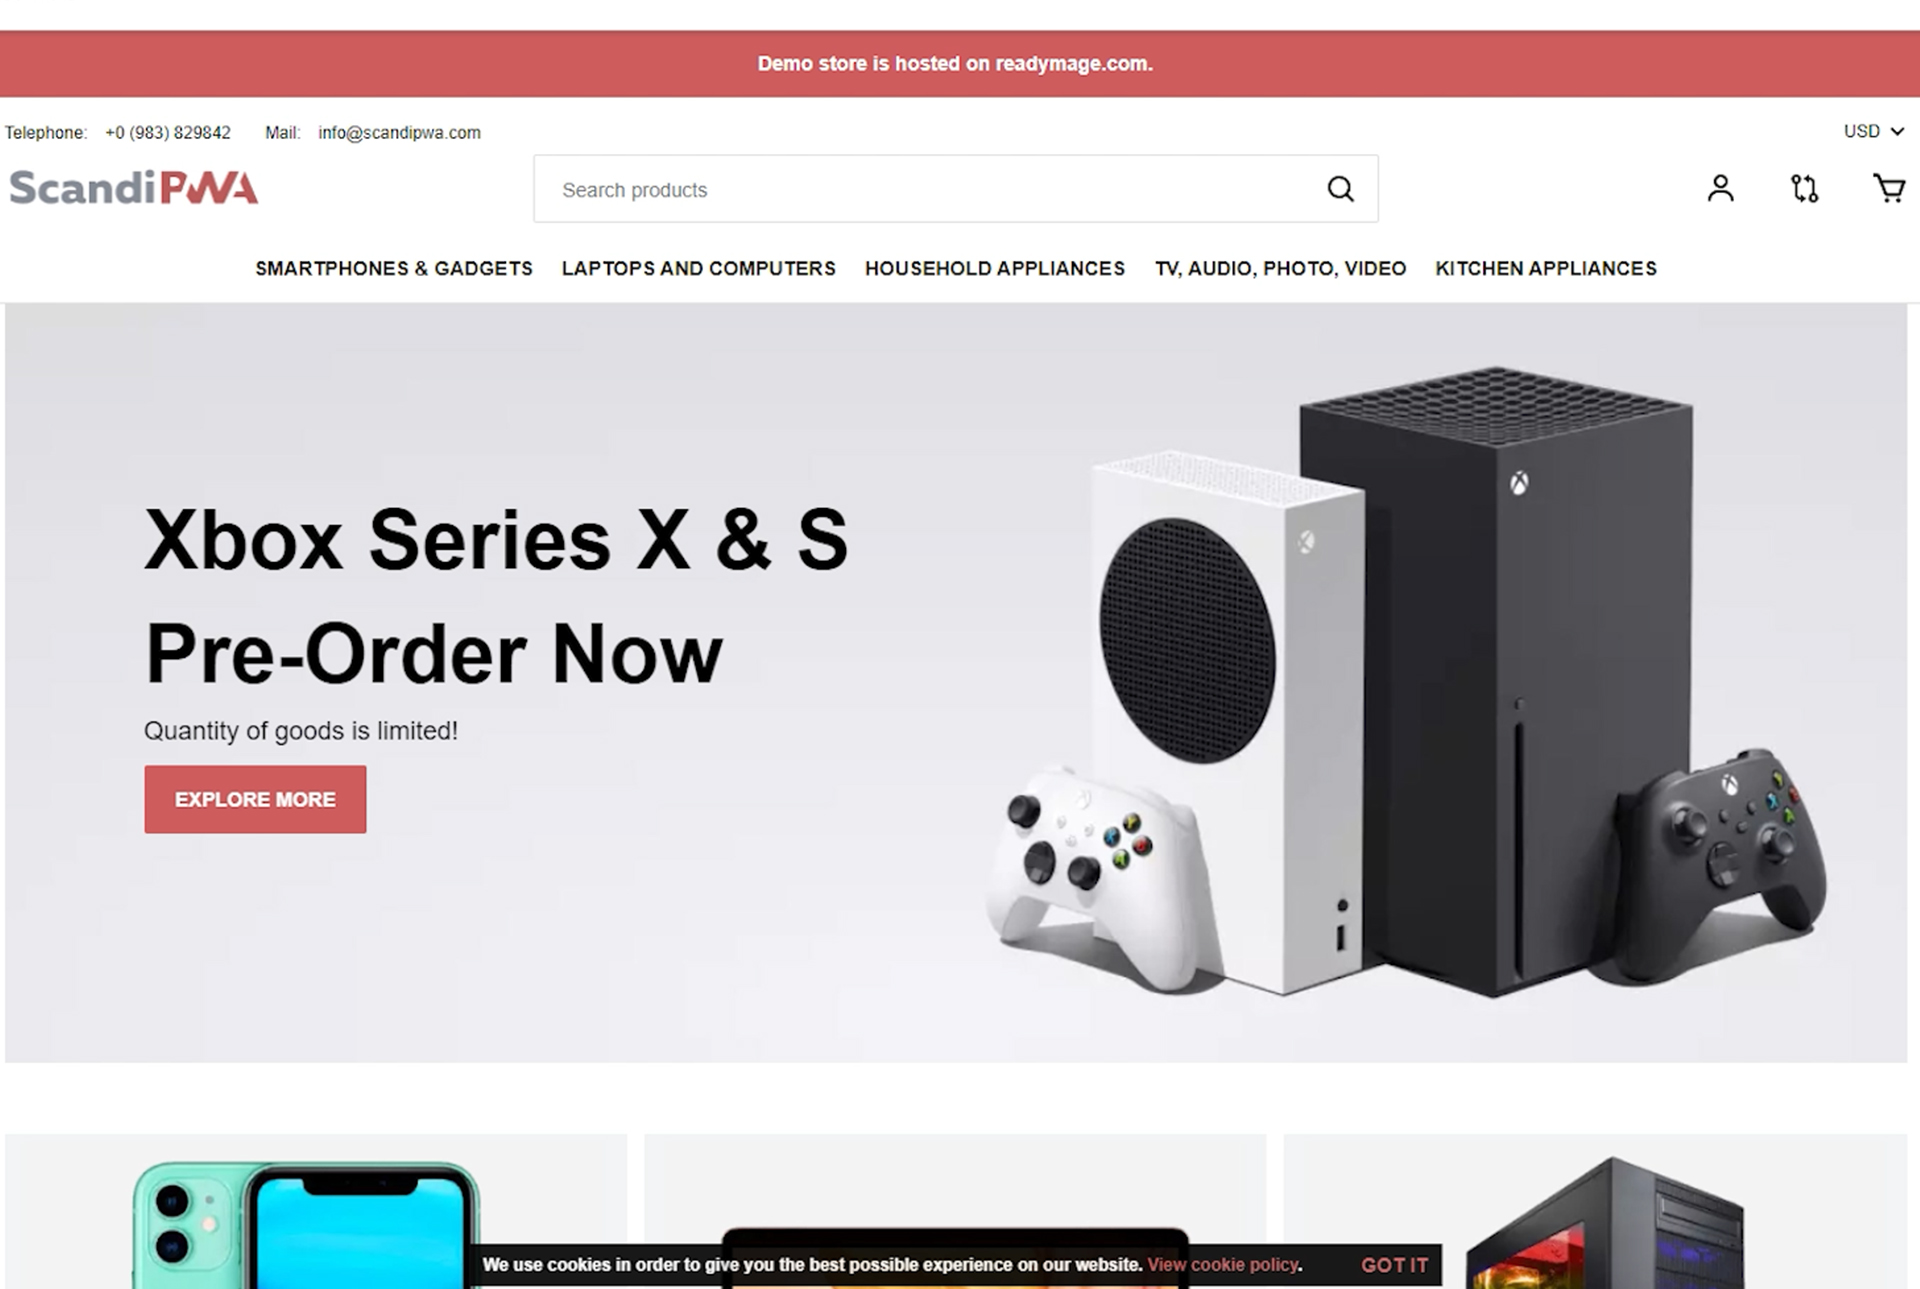 Demo store is hosted on readymage.com.
Telephone: +0 (983) 829842 Mail: info@scandipwa.com
USD
ScandiPWA
Search products
SMARTPHONES & GADGETS LAPTOPS AND COMPUTERS HOUSEHOLD APPLIANCES TV, AUDIO, PHOTO, VIDEO KITCHEN APPLIANCES
Xbox Series X & S
Pre-Order Now
Quantity of goods is limited!
EXPLORE MORE
We use cookies in order to give you the best possible experience on our website. View cookie policy. GOT IT